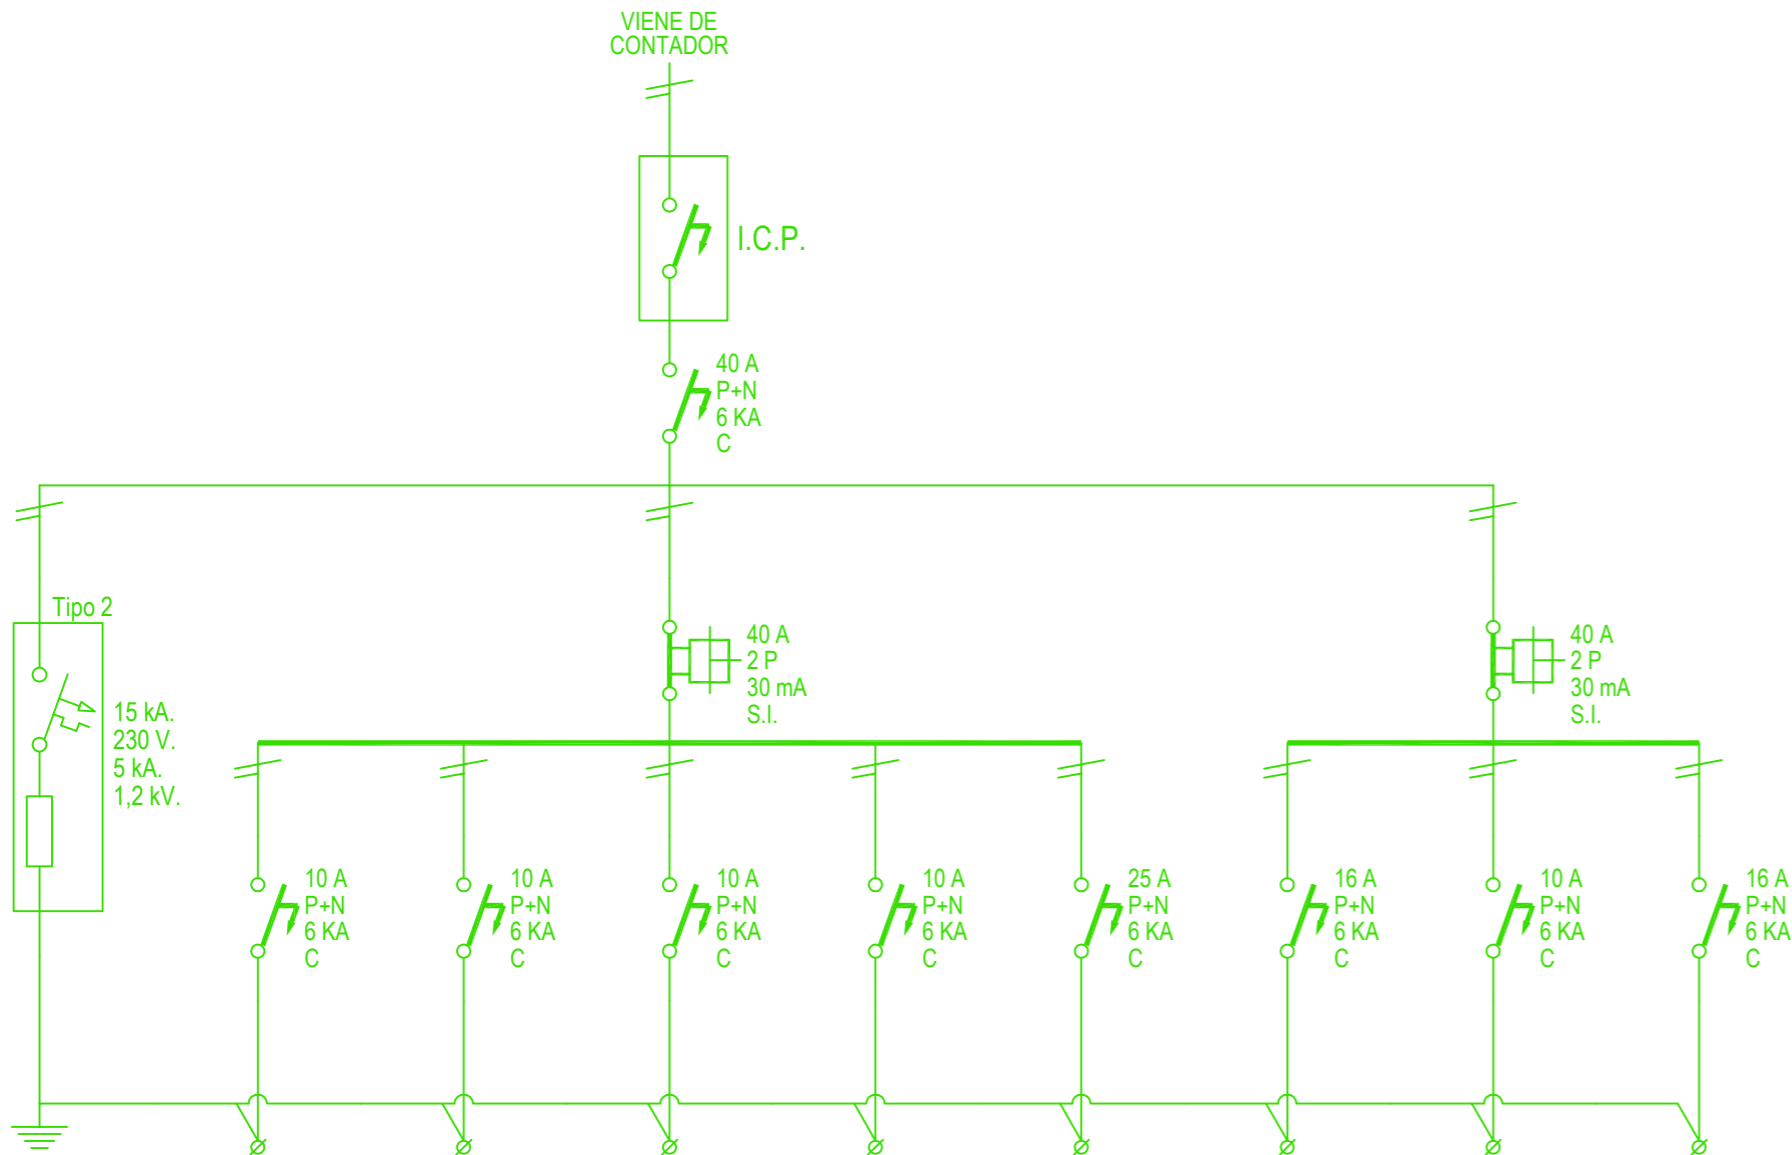 VIENE DE
CONTADOR
I.C.P.
40 A
P+N
6 KA
C
Tipo 2
15 kA.
230 V.
5 kA.
1,2 kV.
40 A
2 P
30 mA
S.I.
40 A
2 P
30 mA
S.I.
10 A
P+N
6 KA
C
10 A
P+N
6 KA
C
10 A
P+N
6 KA
C
10 A
P+N
6 KA
C
25 A
P+N
6 KA
C
16 A
P+N
6 KA
C
10 A
P+N
6 KA
C
16 A
P+N
6 KA
C